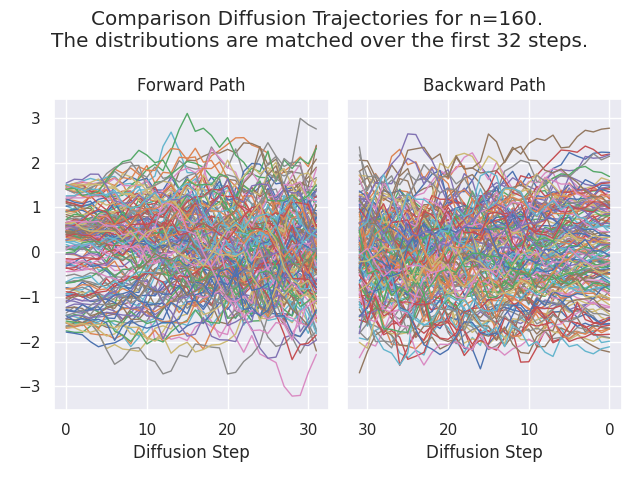 Comparison Diffusion Trajectories for n=160.
The distributions are matched over the first 32 steps.
Forward Path
Backward Path
3
2
1
0
−1
−2
−3
0 10 20 30
30 20 10 0
Diffusion Step
Diffusion Step